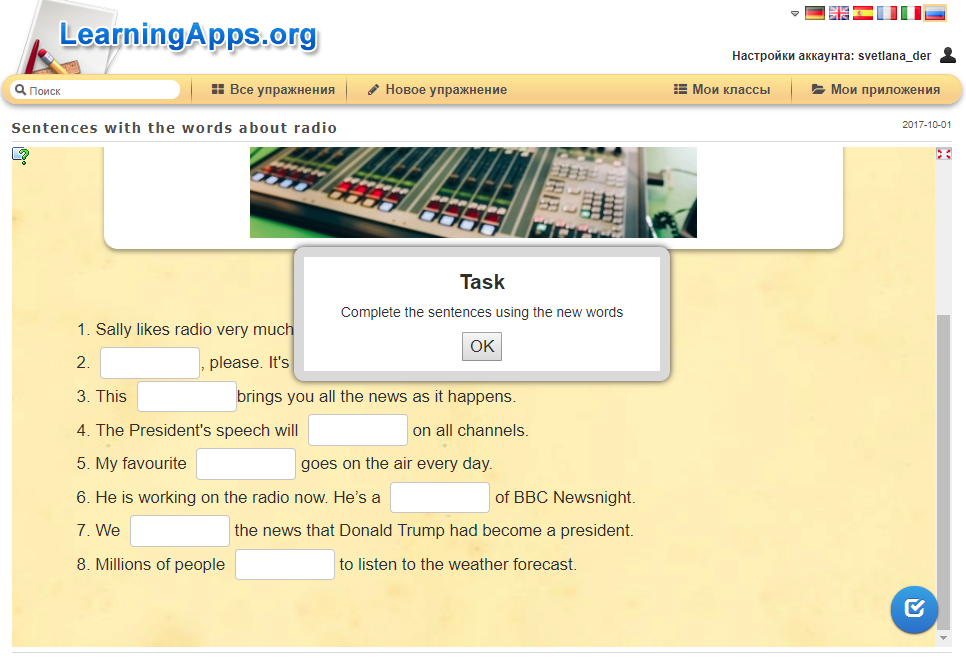 LearningApps.org
Настройки аккаунта: svetlana_der
Поиск
Все упражнения
Новое упражнение
Мои классы
Мои приложения
Sentences with the words about radio
2017-10-01
Task
Complete the sentences using the new words
OK
1. Sally likes radio very much
2. , please. It's
3. This brings you all the news as it happens.
4. The President's speech will on all channels.
5. My favourite goes on the air every day.
6. He is working on the radio now. He’s a of BBC Newsnight.
7. We the news that Donald Trump had become a president.
8. Millions of people to listen to the weather forecast.